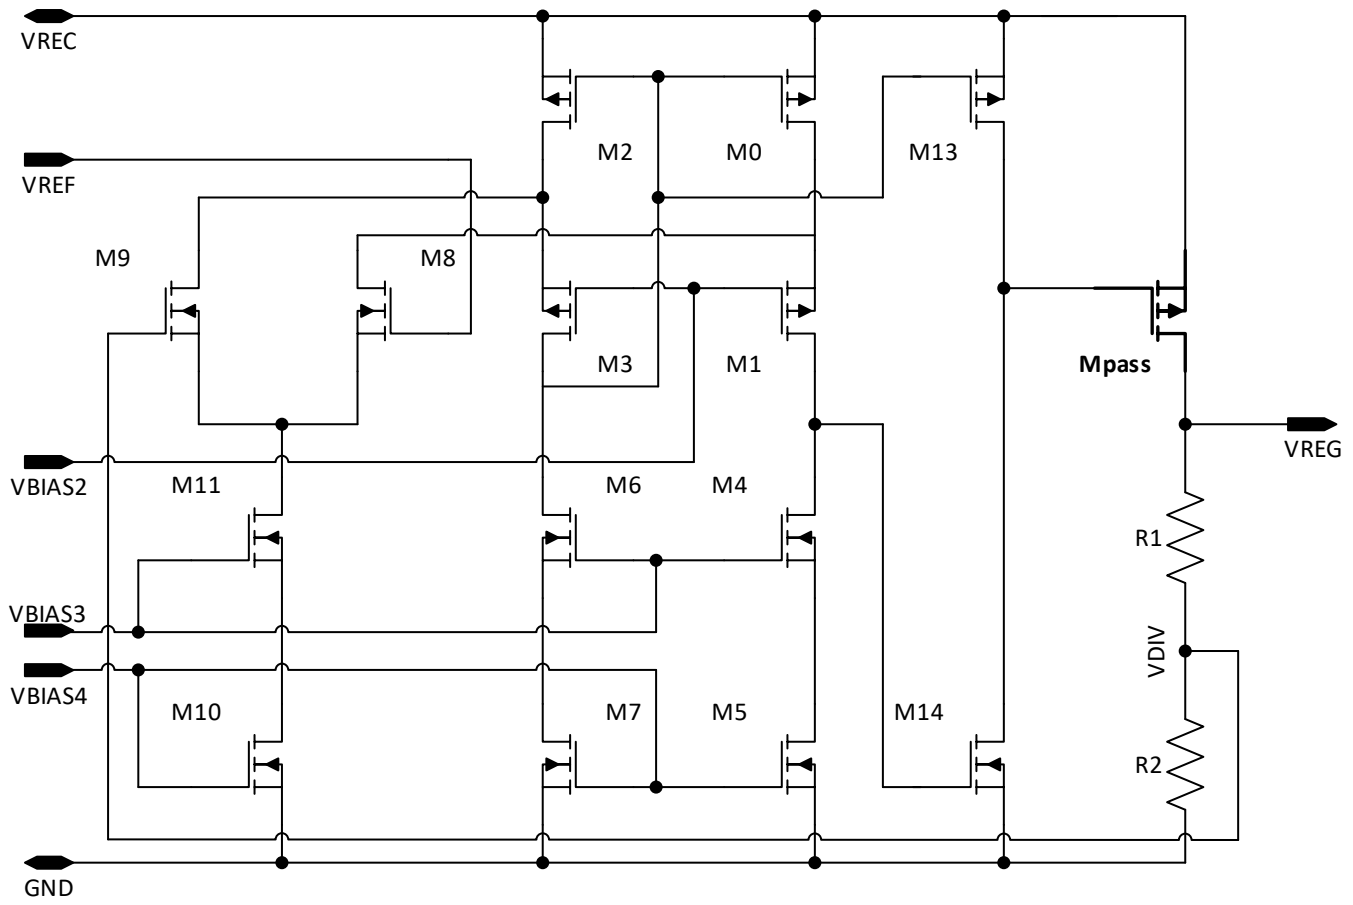 VREC
M2
M0
M13
VREF
M9
M8
M3
M1
Mpass
VREG
VBIAS2
M11
M6
M4
R1
VBIAS3
VDIV
VBIAS4
M10
M7
M5
M14
R2
GND